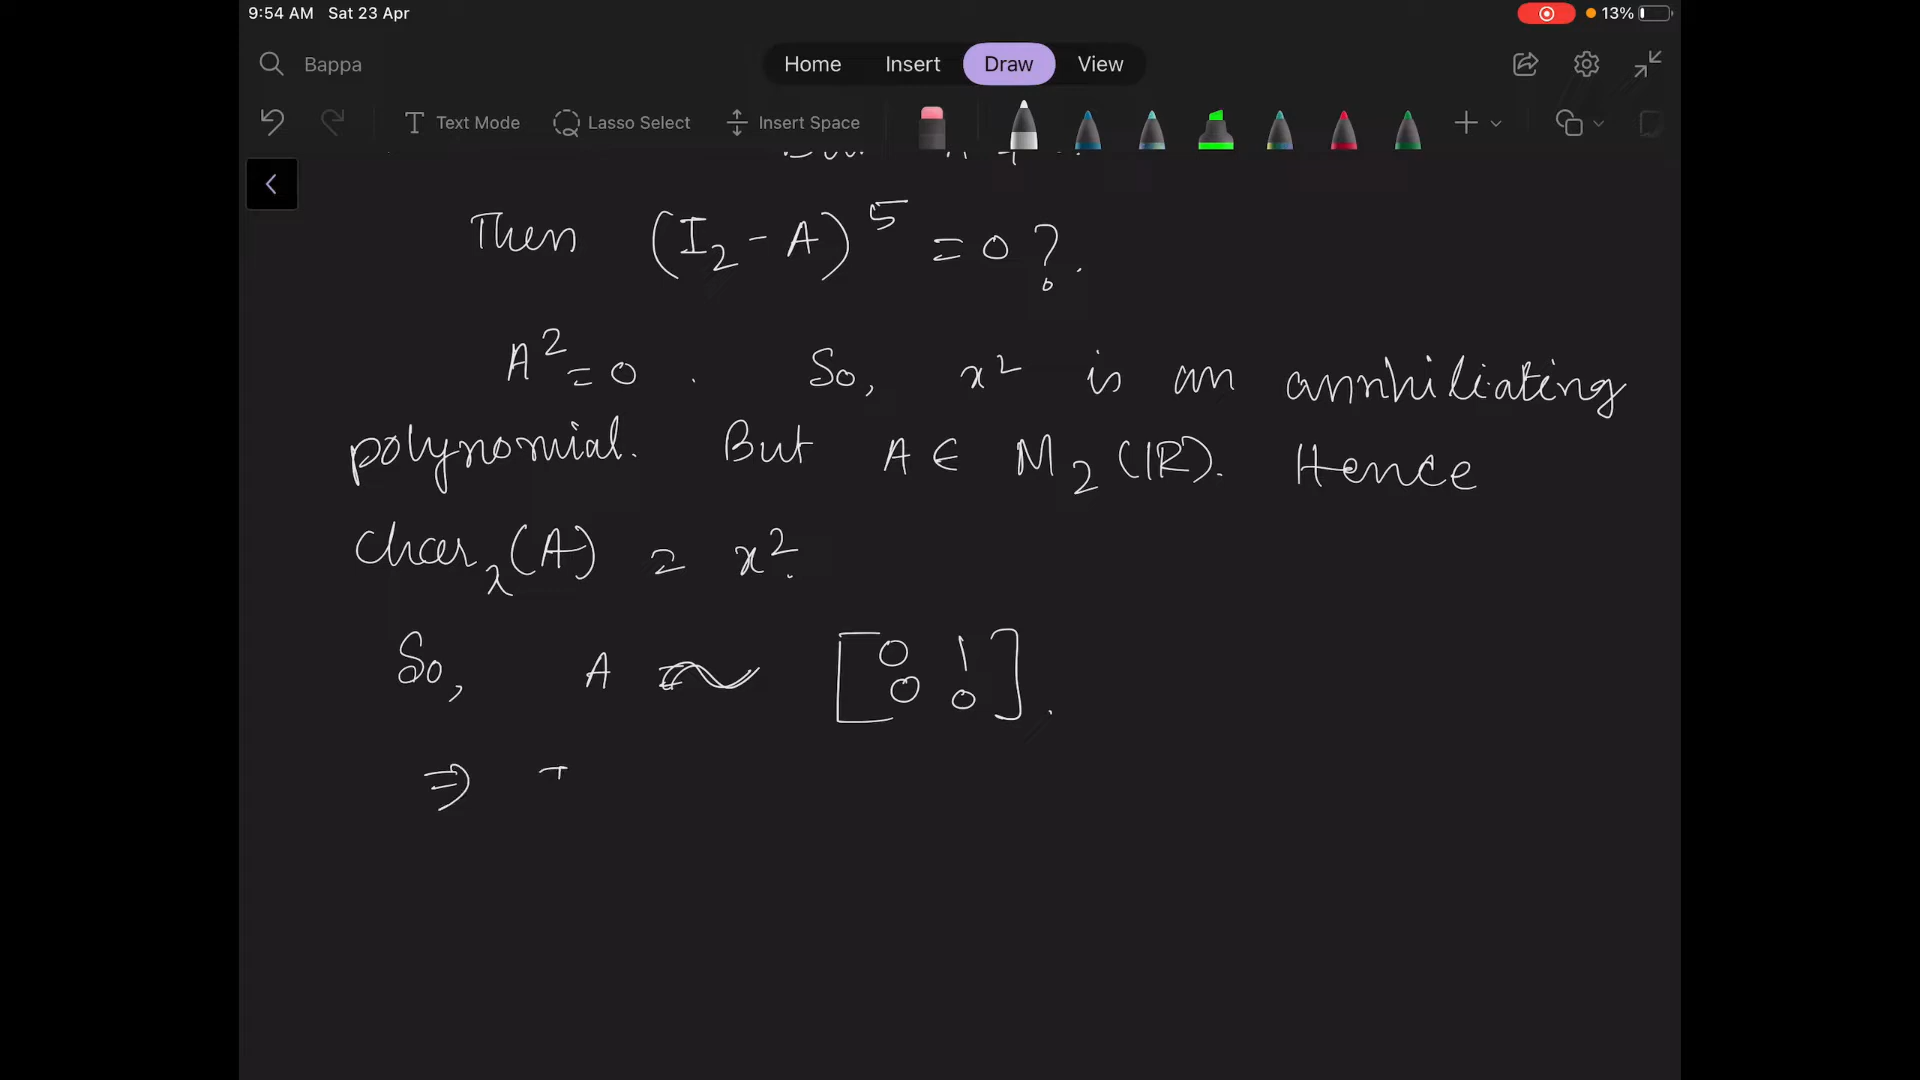 9:54 AM Sat 23 Apr 13%
Bappa Home Insert Draw View
Text Mode Lasso Select Insert Space
Then (I₂ - A)⁵ = 0 ?.
A² = 0 . So, x² is an annhiliating
polynomial. But A ∈ M₂(ℝ). Hence
char_x(A) = x².
So, A ~ [0 1
0 0].
⇒